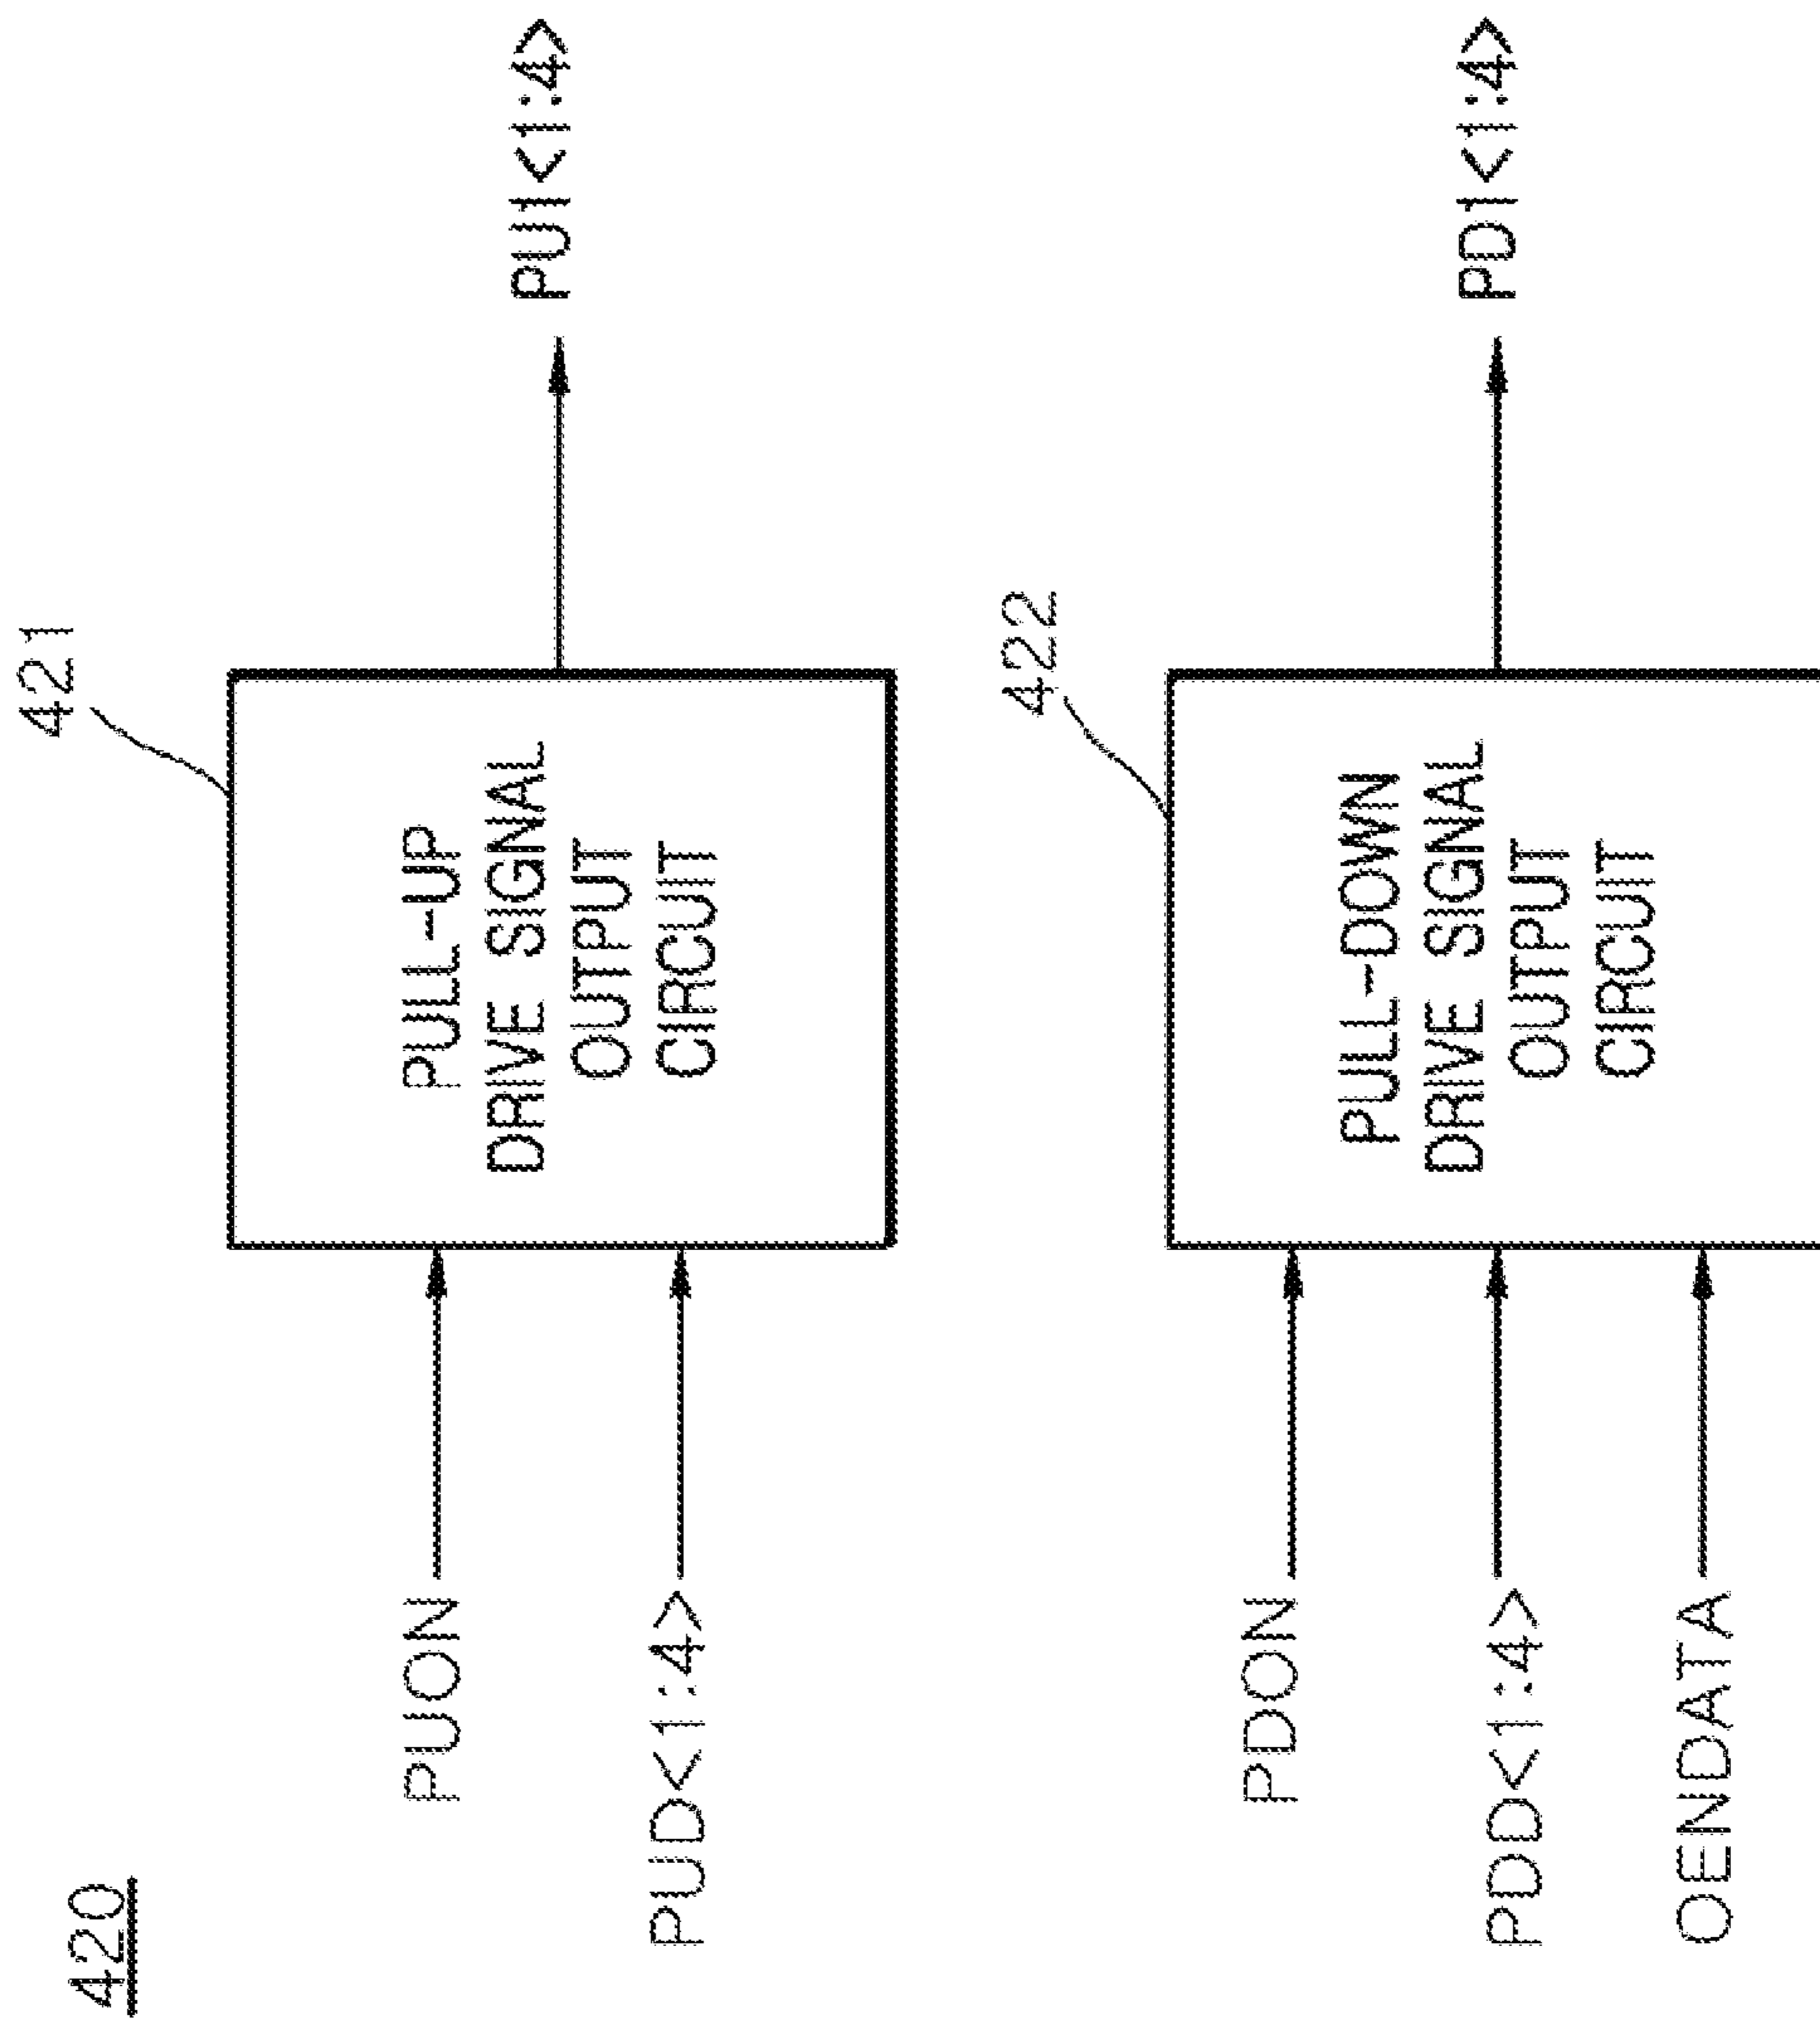 420
421
PUON
PUD<1:4>
PULL-UP
DRIVE SIGNAL
OUTPUT
CIRCUIT
PU1<1:4>
422
PDON
PDD<1:4>
OENDATA
PULL-DOWN
DRIVE SIGNAL
OUTPUT
CIRCUIT
PD1<1:4>